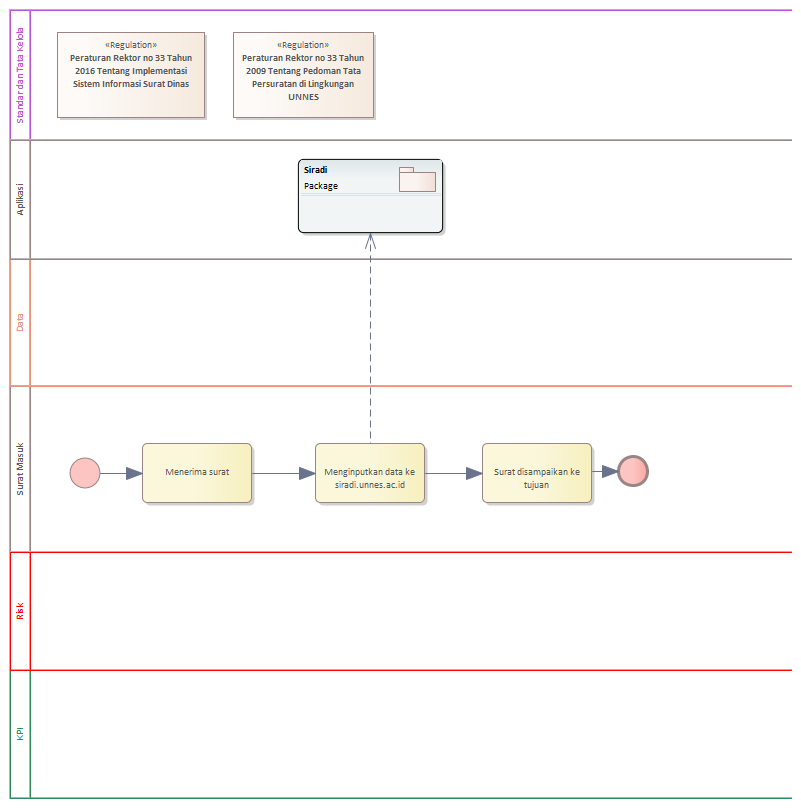 Standar dan Tata Kelola
«Regulation»
Peraturan Rektor no 33 Tahun
2016 Tentang Implementasi
Sistem Informasi Surat Dinas
«Regulation»
Peraturan Rektor no 33 Tahun
2009 Tentang Pedoman Tata
Persuratan di Lingkungan
UNNES
Aplikasi
Siradi
Package
Data
Surat Masuk
Menerima surat
Menginputkan data ke
siradi.unnes.ac.id
Surat disampaikan ke
tujuan
Risk
KPI